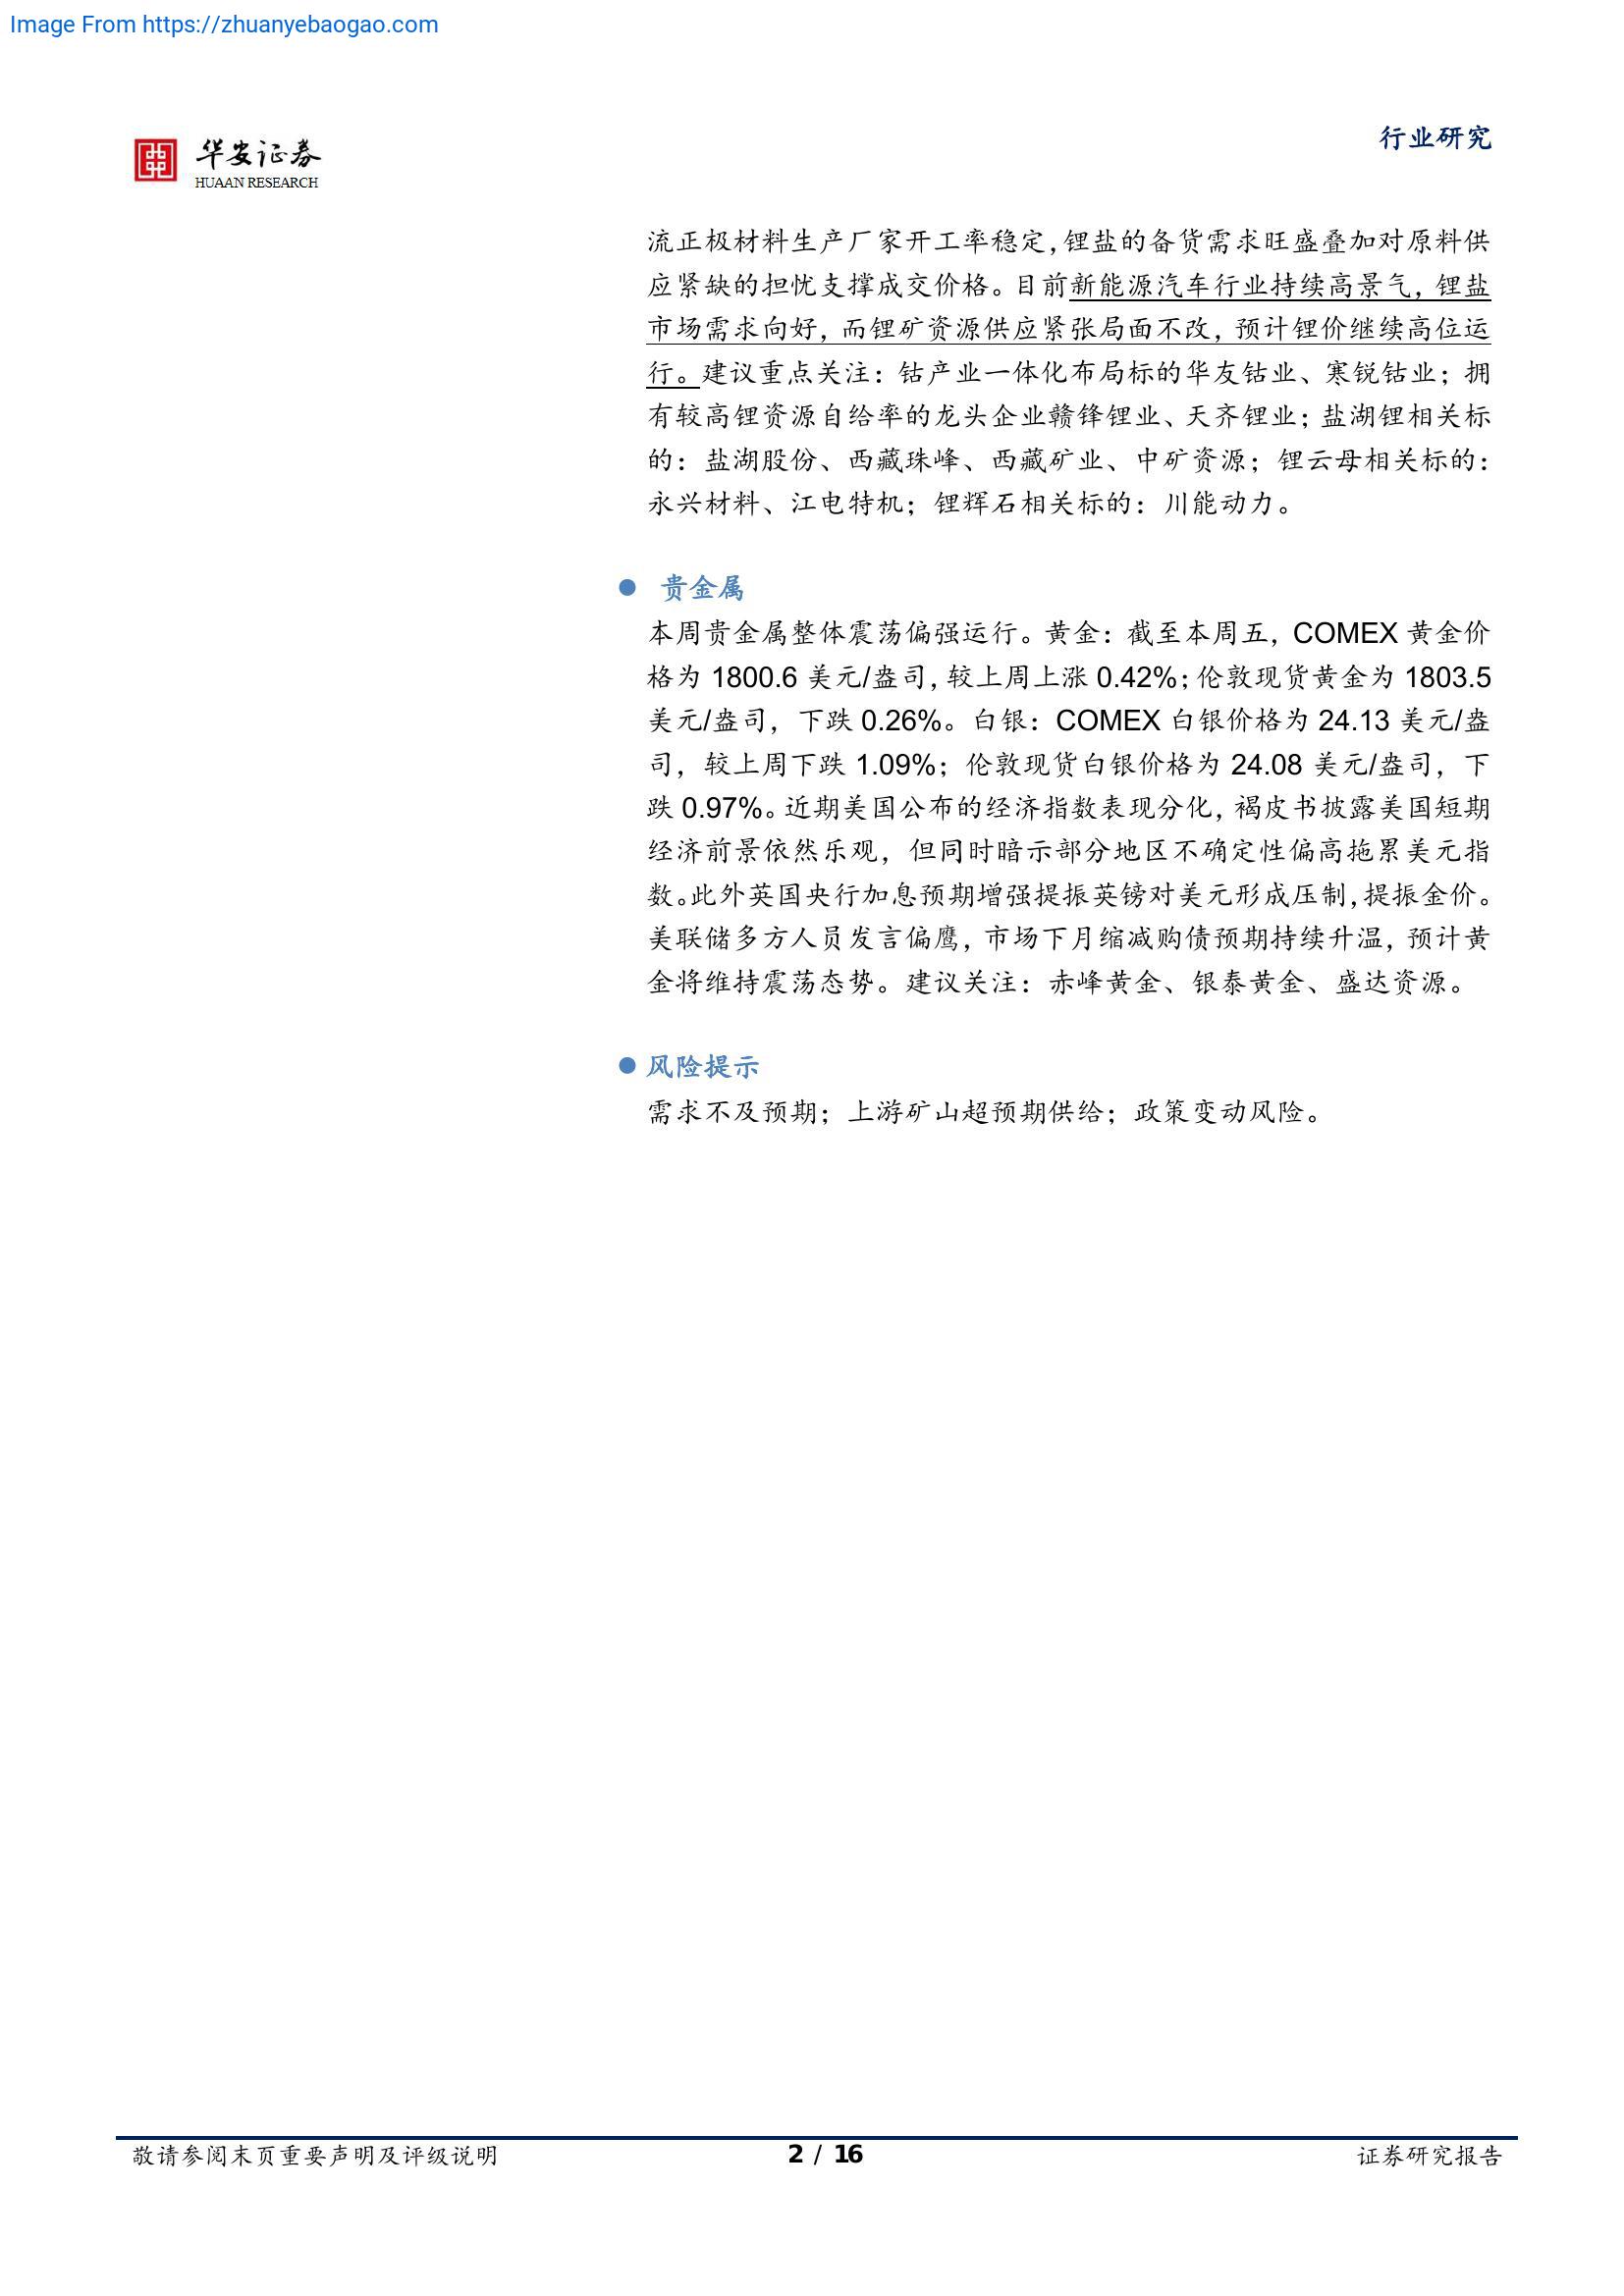 Image From https://zhuanyebaogao.com
华安证券
HUAAN RESEARCH
行业研究
流正极材料生产厂家开工率稳定，锂盐的备货需求旺盛叠加对原料供
应紧缺的担忧支撑成交价格。目前新能源汽车行业持续高景气，锂盐
市场需求向好，而锂矿资源供应紧张局面不改，预计锂价继续高位运
行。建议重点关注：钴产业一体化布局标的华友钴业、寒锐钴业；拥
有较高锂资源自给率的龙头企业赣锋锂业、天齐锂业；盐湖锂相关标
的：盐湖股份、西藏珠峰、西藏矿业、中矿资源；锂云母相关标的：
永兴材料、江电特机；锂辉石相关标的：川能动力。
● 贵金属
本周贵金属整体震荡偏强运行。黄金：截至本周五，COMEX 黄金价
格为 1800.6 美元/盎司，较上周上涨 0.42%；伦敦现货黄金为 1803.5
美元/盎司，下跌 0.26%。白银：COMEX 白银价格为 24.13 美元/盎
司，较上周下跌 1.09%；伦敦现货白银价格为 24.08 美元/盎司，下
跌 0.97%。近期美国公布的经济指数表现分化，褐皮书披露美国短期
经济前景依然乐观，但同时暗示部分地区不确定性偏高拖累美元指
数。此外英国央行加息预期增强提振英镑对美元形成压制，提振金价。
美联储多方人员发言偏鹰，市场下月缩减购债预期持续升温，预计黄
金将维持震荡态势。建议关注：赤峰黄金、银泰黄金、盛达资源。
● 风险提示
需求不及预期；上游矿山超预期供给；政策变动风险。
敬请参阅末页重要声明及评级说明
2 / 16
证券研究报告